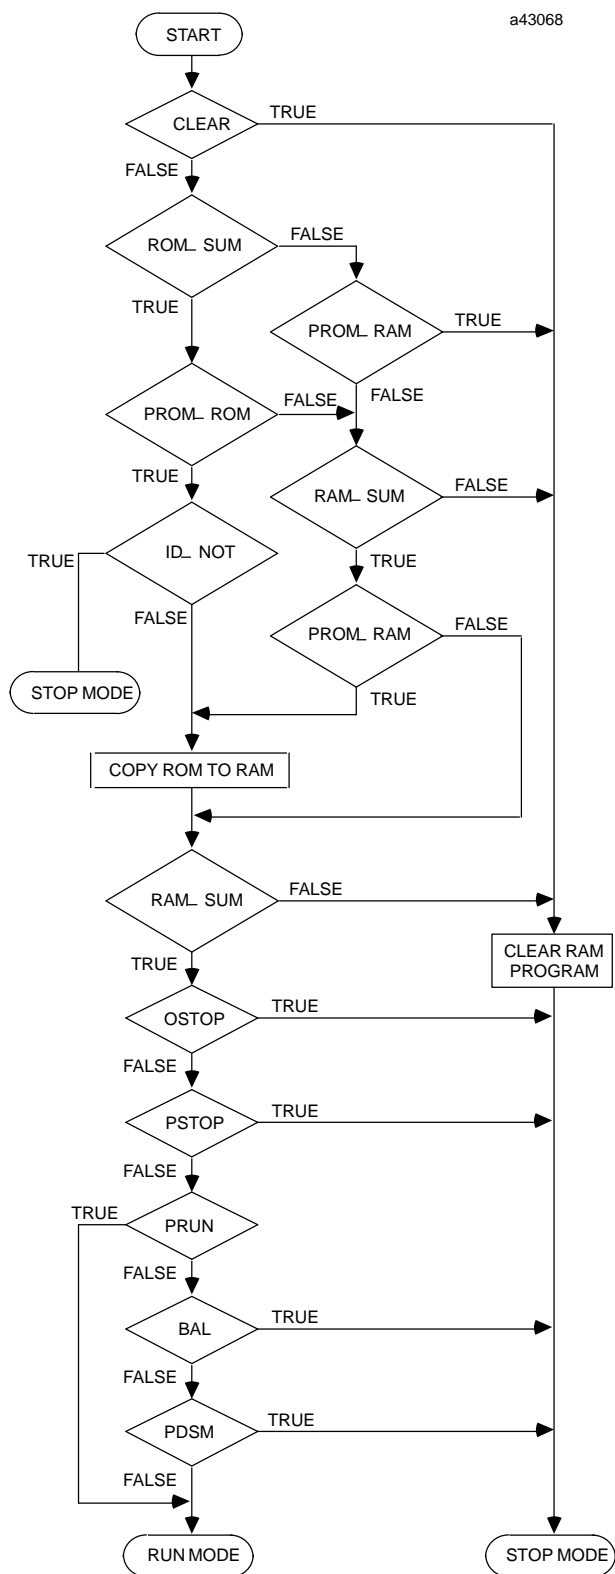 a43068
START
CLEAR
TRUE
FALSE
ROM_ SUM
FALSE
TRUE
PROM_ RAM
TRUE
FALSE
PROM_ ROM
FALSE
TRUE
RAM_ SUM
FALSE
TRUE
ID_ NOT
TRUE
FALSE
PROM_ RAM
FALSE
TRUE
STOP MODE
COPY ROM TO RAM
RAM_ SUM
FALSE
TRUE
CLEAR RAM
PROGRAM
OSTOP
TRUE
FALSE
PSTOP
TRUE
FALSE
TRUE
PRUN
FALSE
BAL
TRUE
FALSE
PDSM
TRUE
FALSE
RUN MODE
STOP MODE